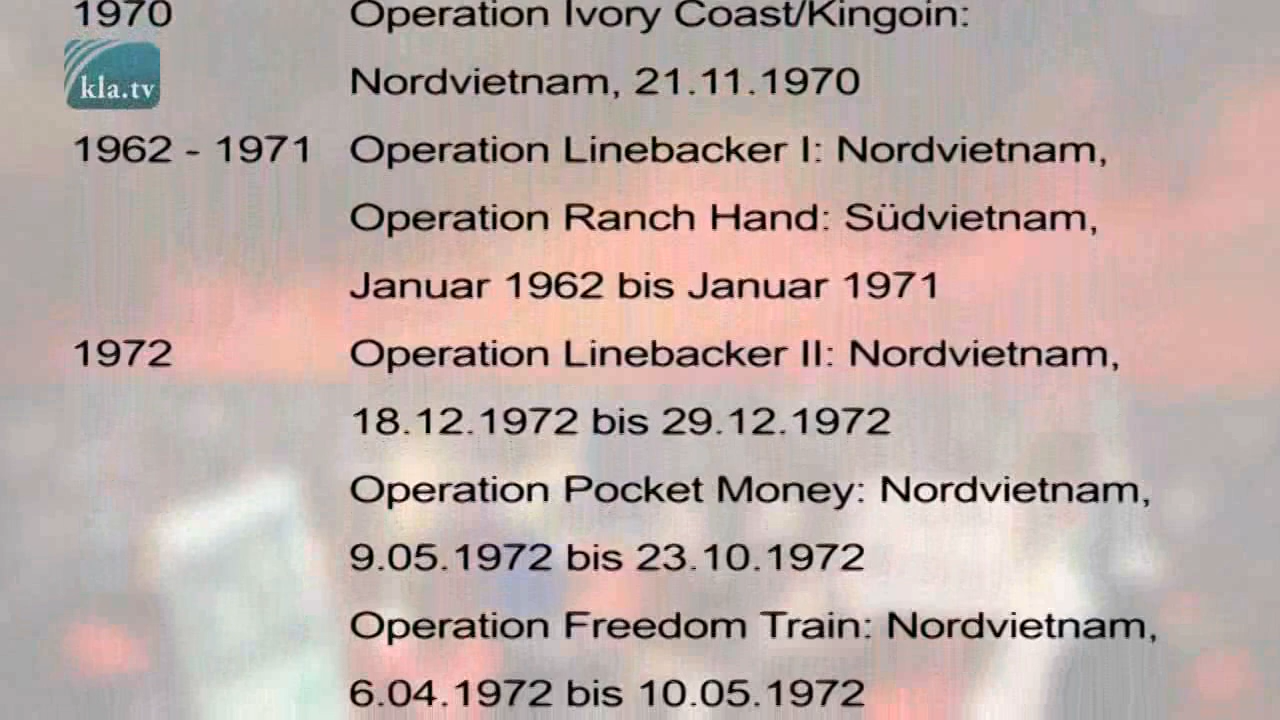 1970 Operation Ivory Coast/Kingoin:
kla.tv
Nordvietnam, 21.11.1970
1962 - 1971 Operation Linebacker I: Nordvietnam,
Operation Ranch Hand: Südvietnam,
Januar 1962 bis Januar 1971
1972 Operation Linebacker II: Nordvietnam,
18.12.1972 bis 29.12.1972
Operation Pocket Money: Nordvietnam,
9.05.1972 bis 23.10.1972
Operation Freedom Train: Nordvietnam,
6.04.1972 bis 10.05.1972